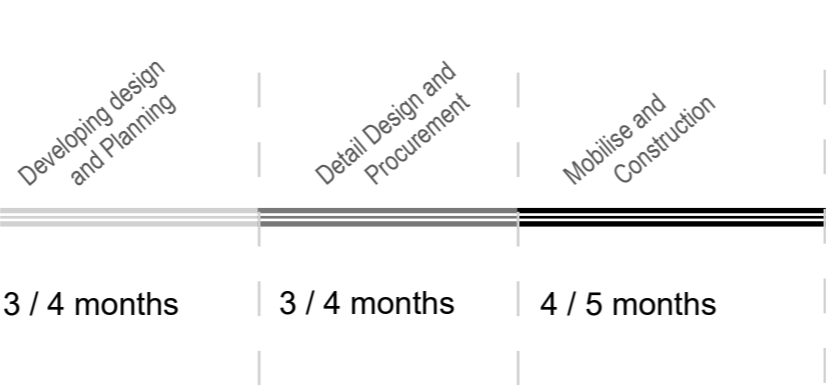 Developing design
and Planning
Detail Design and
Procurement
Mobilise and
Construction
3 / 4 months
3 / 4 months
4 / 5 months